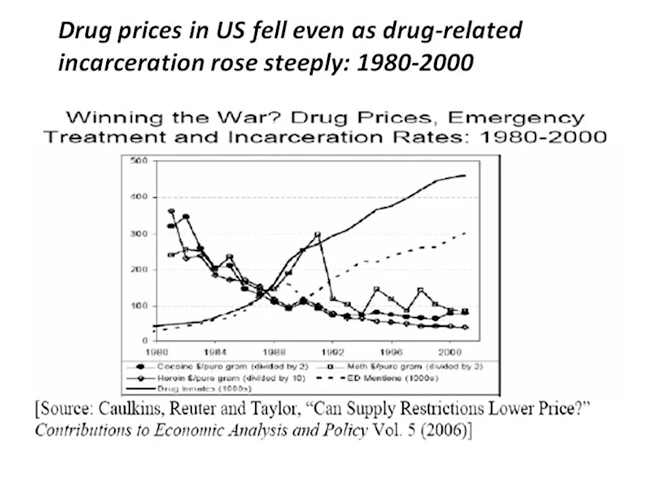 Drug prices in US fell even as drug-related
incarceration rose steeply: 1980-2000
Winning the War? Drug Prices, Emergency
Treatment and Incarceration Rates: 1980-2000
500
400
300
200
100
0
1980 1984 1988 1992 1996 2000
Cocaine $/pure gram (divided by 2) Meth $/pure gram (divided by 2)
Heroin $/pure gram (divided by 10) ED Mentions (1000s)
Drug Inmates (1000s)
[Source: Caulkins, Reuter and Taylor, “Can Supply Restrictions Lower Price?”
Contributions to Economic Analysis and Policy Vol. 5 (2006)]